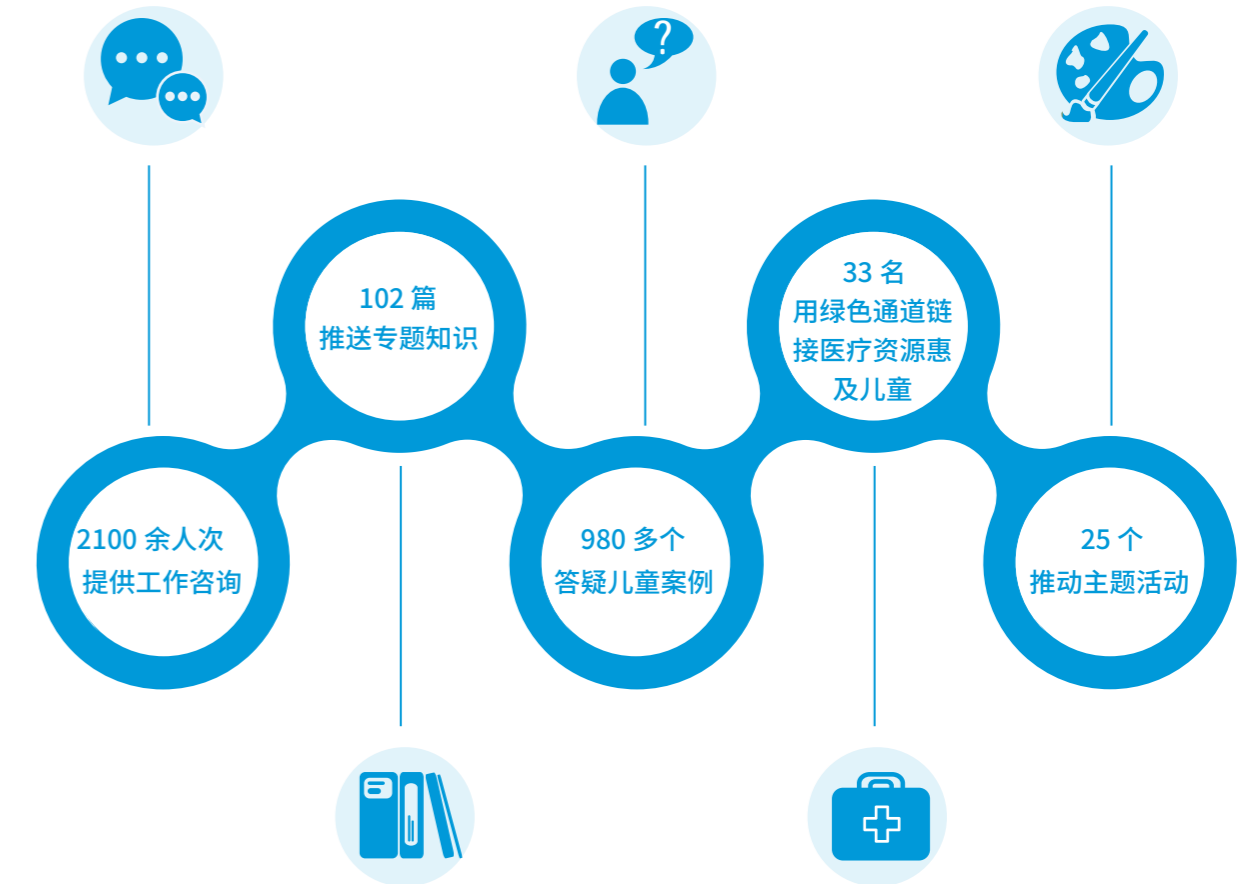 2100 余人次
提供工作咨询
102 篇
推送专题知识
980 多个
答疑儿童案例
33 名
用绿色通道链
接医疗资源惠
及儿童
25 个
推动主题活动
?